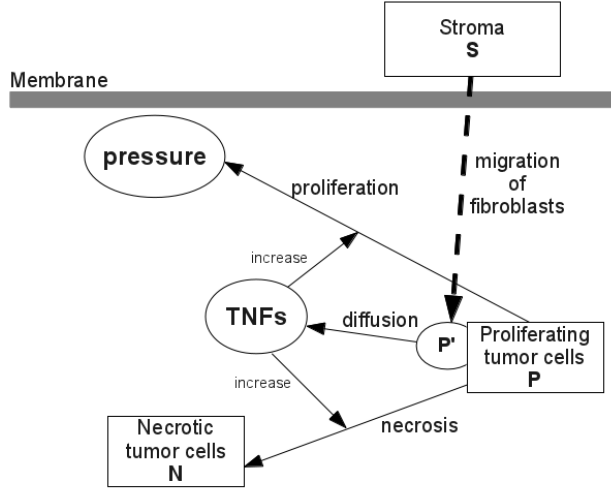 Stroma
S
Membrane
pressure
migration
of
fibroblasts
proliferation
increase
TNFs
diffusion
P'
Proliferating
tumor cells
P
increase
necrosis
Necrotic
tumor cells
N